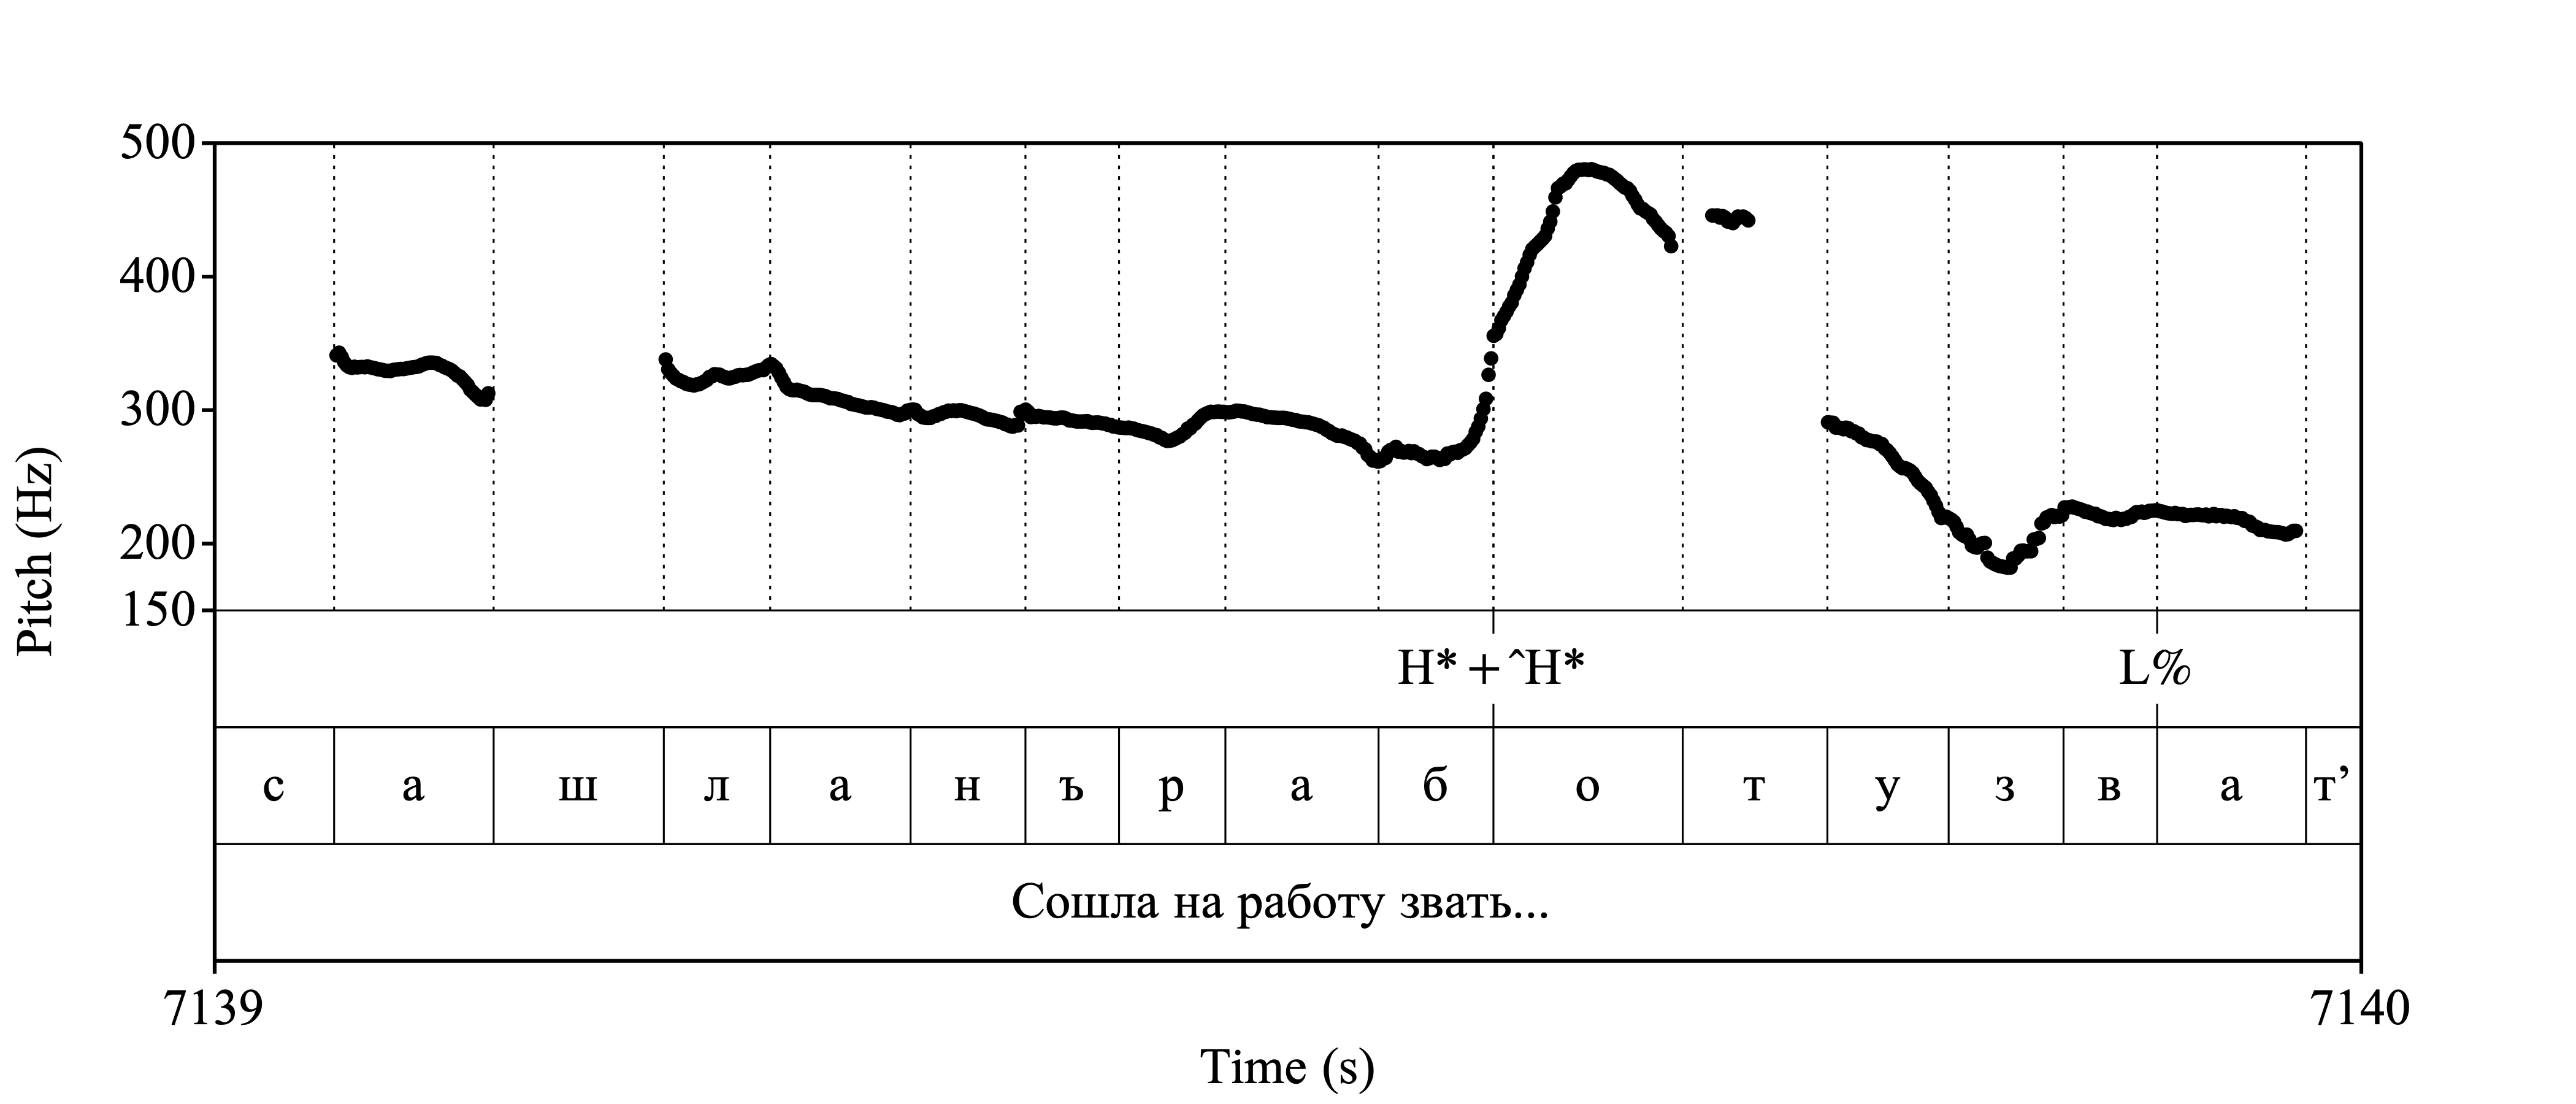 500
400
300
200
150
Pitch (Hz)
H* + ˆH* L%
с а ш л а н ъ р а б о т у з в а т’
Сошла на работу звать...
7139 7140
Time (s)